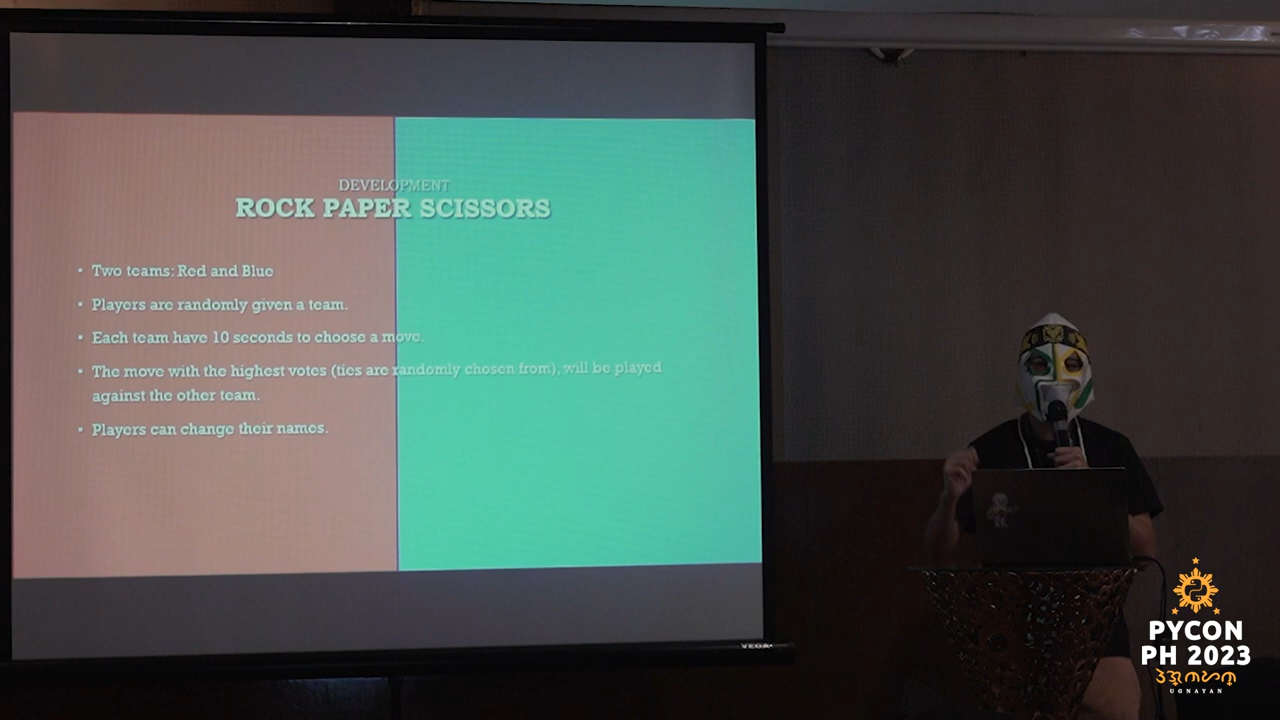 DEVELOPMENT
ROCK PAPER SCISSORS
• Two teams: Red and Blue
• Players are randomly given a team.
• Each team have 10 seconds to choose a move.
• The move with the highest votes (ties are randomly chosen from), will be played
against the other team.
• Players can change their names.
VEGA
PYCON
PH 2023
UGNAYAN